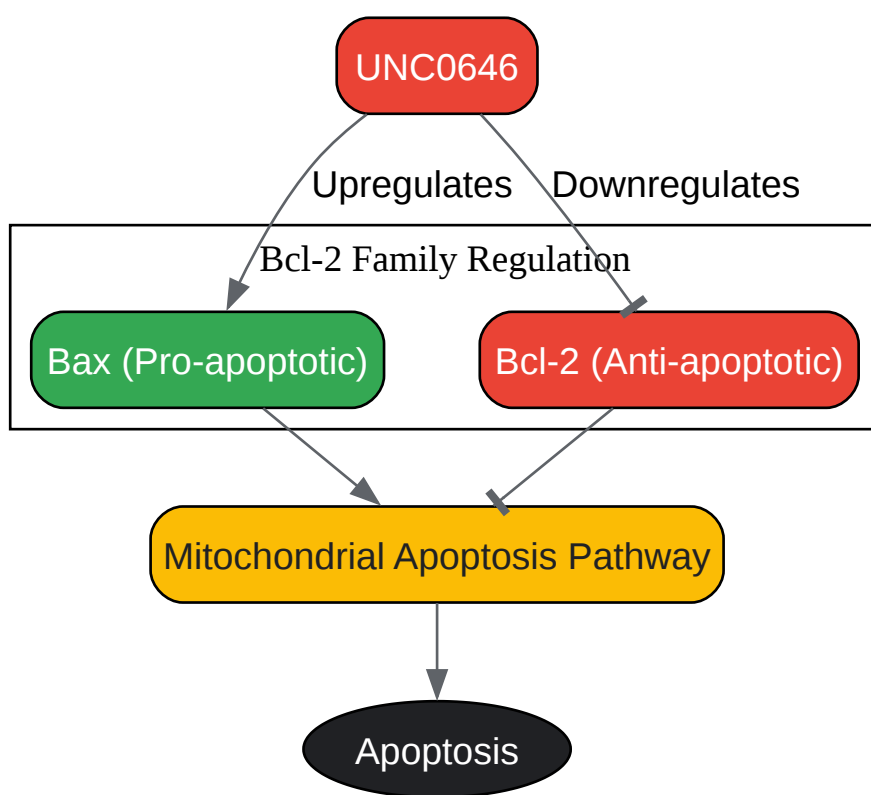 UNC0646
Upregulates
Downregulates
Bcl-2 Family Regulation
Bax (Pro-apoptotic)
Bcl-2 (Anti-apoptotic)
Mitochondrial Apoptosis Pathway
Apoptosis